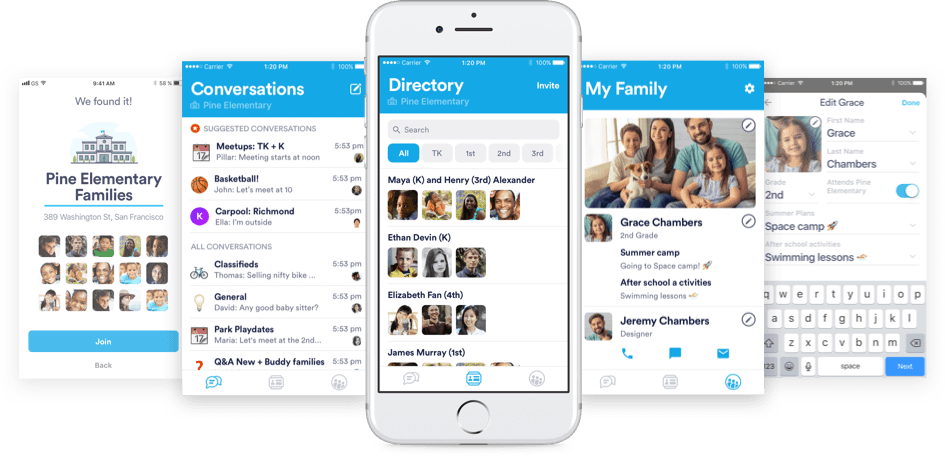 GS 9:41 AM 58 %
We found it!
Pine Elementary
Families
389 Washington St, San Francisco
Join
Back
Carrier 1:20 PM 100%
Conversations
Pine Elementary
SUGGESTED CONVERSATIONS
Meetups: TK + K 5:53 pm
Pillar: Meeting starts at noon
17
Basketball! 5:53 pm
John: Let's meet at 10
K
Carpool: Richmond 5:53pm
Ella: I'm outside
ALL CONVERSATIONS
Classifieds 5:53 pm
Thomas: Selling nifty bike ...
General 5:53 pm
David: Any good baby sitter?
Park Playdates 5:53 pm
Maria: Let's meet at the 2nd...
17
Q&A New + Buddy families 5:53 pm
Carrier 1:20 PM 100%
Directory
Invite
Pine Elementary
Search
All TK 1st 2nd 3rd
Maya (K) and Henry (3rd) Alexander
Ethan Devin (K)
Elizabeth Fan (4th)
James Murray (1st)
Carrier 1:20 PM 100%
My Family
Grace Chambers
2nd Grade
Summer camp
Going to Space camp! 🚀
After school a ctivities
Swimming lessons
Jeremy Chambers
Designer
Carrier 1:20 PM 100%
Edit Grace Done
First Name
Grace
Last Name
Chambers
Grade
2nd
Attends Pine
Elementary
Summer Plans
Space camp 🚀
After school activities
Swimming lessons
q w e r t y u i o p
a s d f g h j k l
z x c v b n m
123 space Next